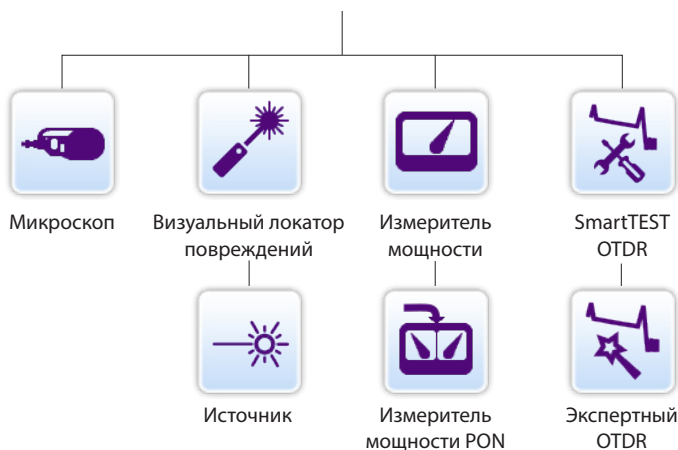 Микроскоп
Визуальный локатор
повреждений
Измеритель
мощности
SmartTEST
OTDR
Источник
Измеритель
мощности PON
Экспертный
OTDR